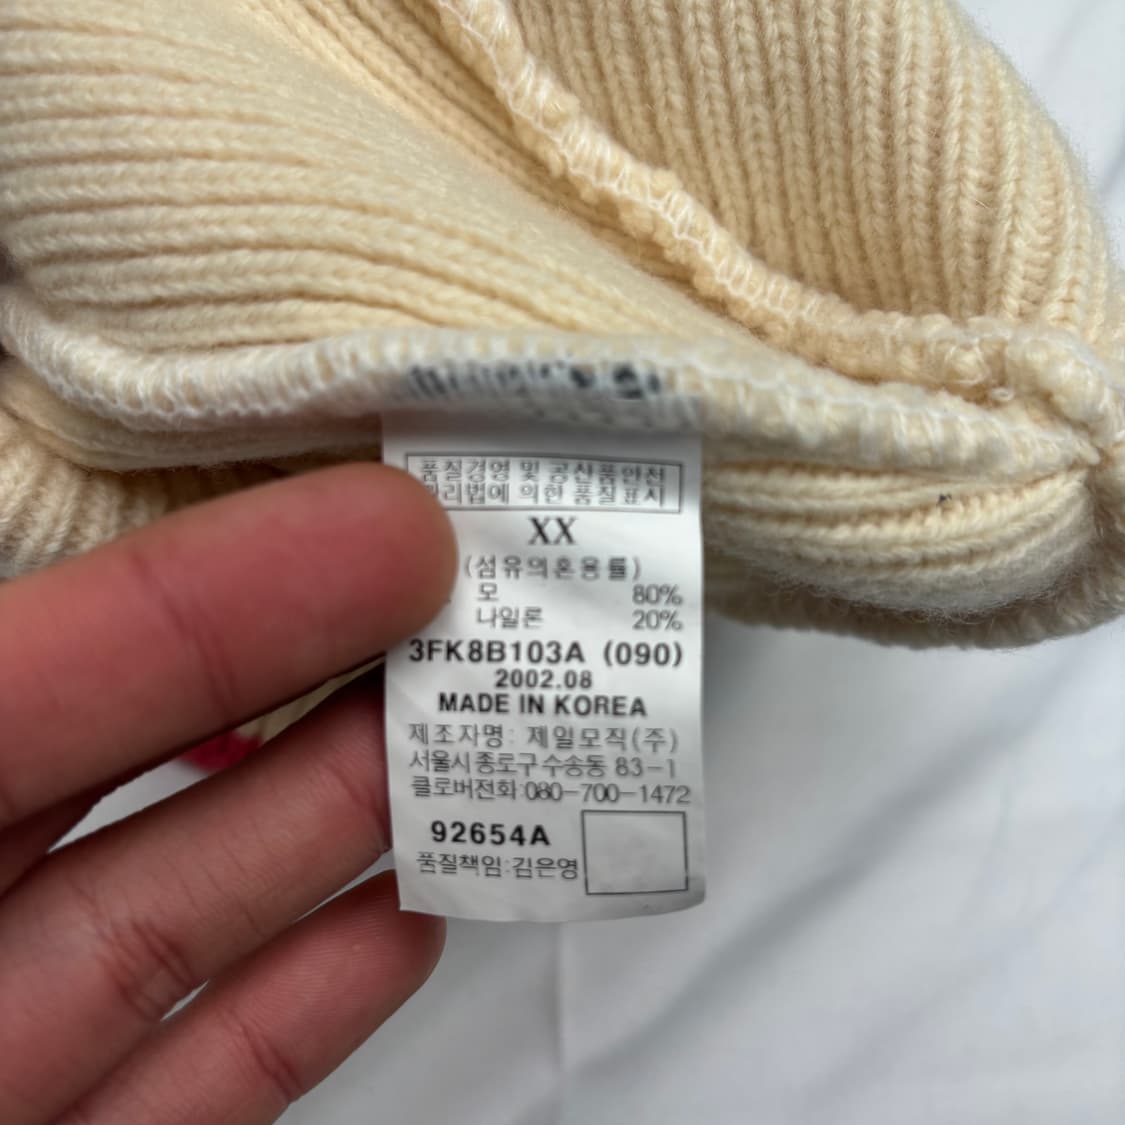 품질경영 및 공산품안전
관리법에 의한 품질표시
XX
(섬유의혼용률)
모 80%
나일론 20%
3FK8B103A (090)
2002.08
MADE IN KOREA
제조자명: 제일모직(주)
서울시종로구수송동 83-1
클로버전화:080-700-1472
92654A
품질책임:김은영